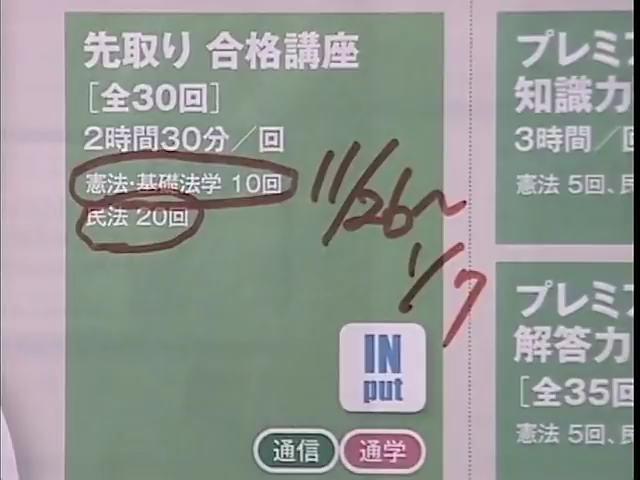 先取り 合格講座
[全30回]
2時間30分／回
憲法・基礎法学 10回
民法 20回
11/26〜
1/7
IN
put
通信
通学
プレミ
知識力
3時間／
憲法 5回、
プレミ
解答力
[全35回
憲法 5回、民